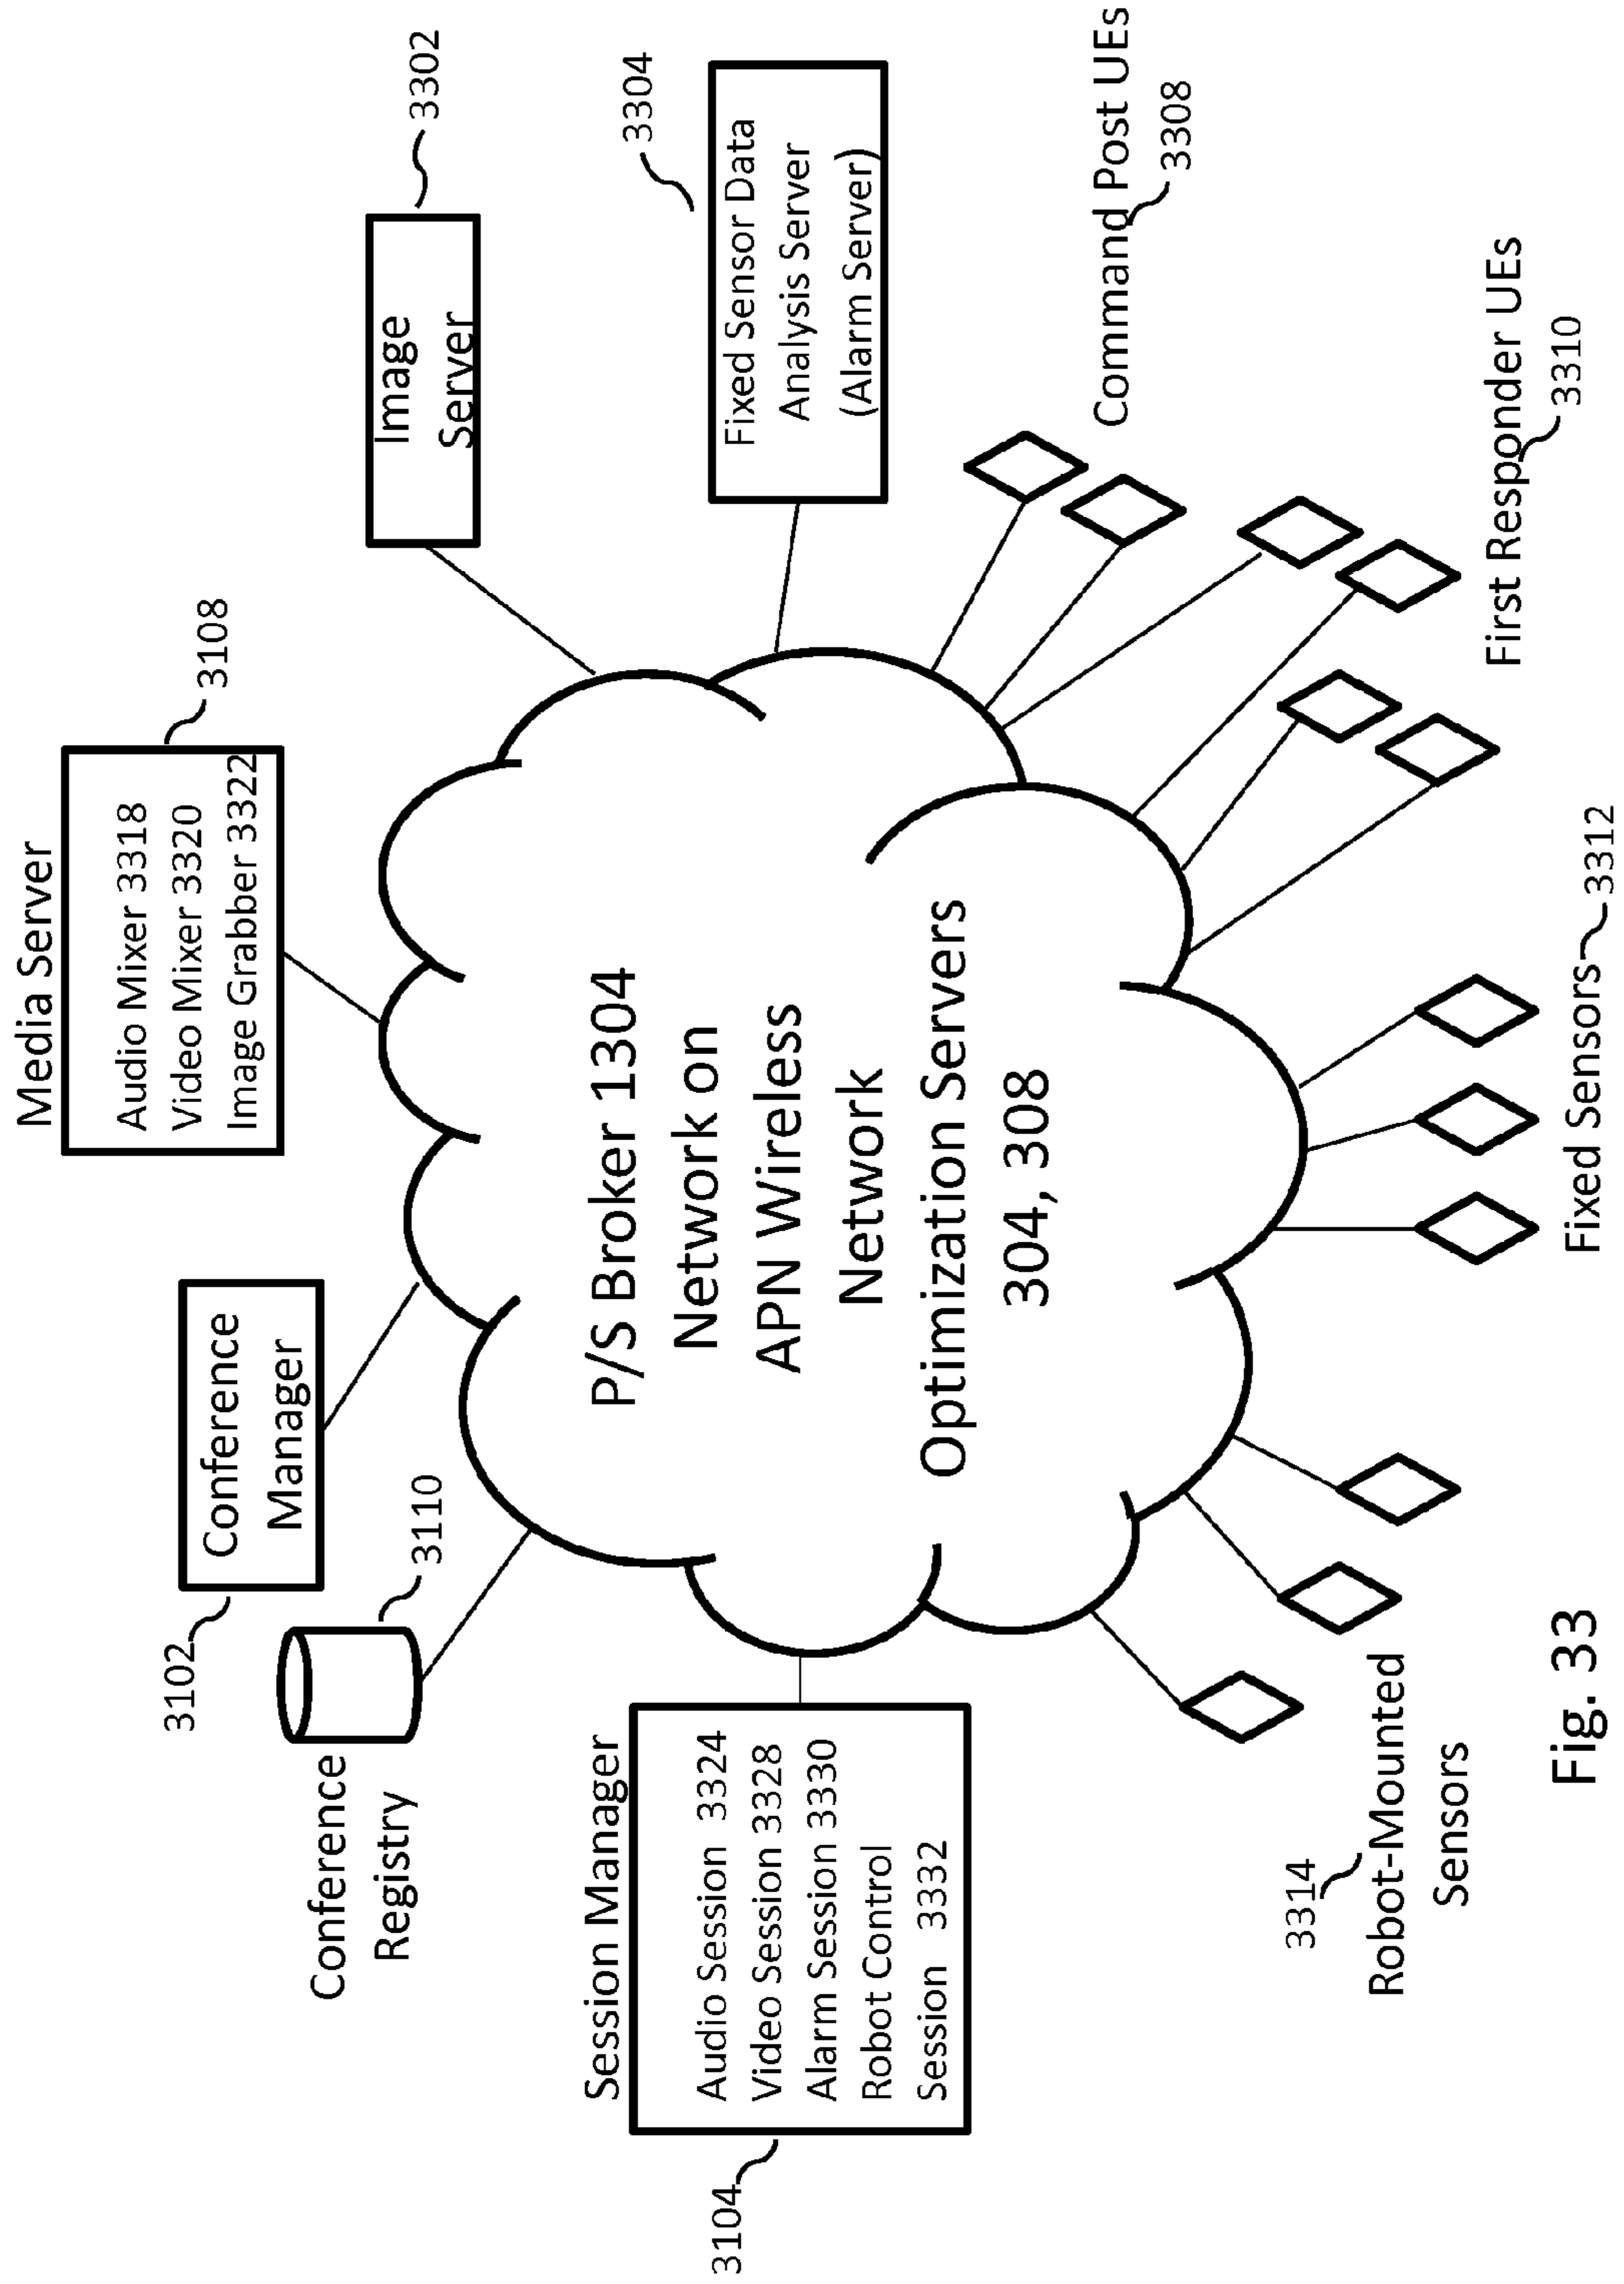 Media Server
3108
Audio Mixer 3318
Video Mixer 3320
Image Grabber 3322
3102
Conference
Manager
3302
Image
Server
Conference
Registry
3110
3304
Fixed Sensor Data
Analysis Server
(Alarm Server)
Session Manager
3104
Audio Session 3324
Video Session 3328
Alarm Session 3330
Robot Control
Session 3332
P/S Broker 1304
Network on
APN Wireless
Network
Optimization Servers
304, 308
Command Post UEs
3308
First Responder UEs
3310
3314
Robot-Mounted
Sensors
Fixed Sensors
3312
Fig. 33